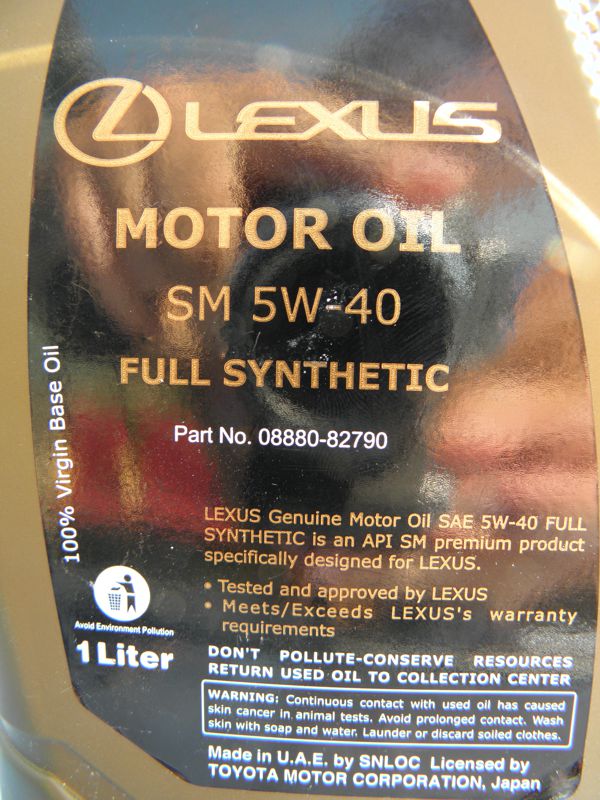 LEXUS
MOTOR OIL
SM 5W-40
FULL SYNTHETIC
Part No. 08880-82790
100% Virgin Base Oil
LEXUS Genuine Motor Oil SAE 5W-40 FULL
SYNTHETIC is an API SM premium product
specifically designed for LEXUS.
• Tested and approved by LEXUS
• Meets/Exceeds LEXUS's warranty
requirements
Avoid Environment Pollution
1 Liter
DON'T POLLUTE-CONSERVE RESOURCES
RETURN USED OIL TO COLLECTION CENTER
WARNING: Continuous contact with used oil has caused
skin cancer in animal tests. Avoid prolonged contact. Wash
skin with soap and water. Launder or discard soiled clothes.
Made in U.A.E. by SNLOC Licensed by
TOYOTA MOTOR CORPORATION, Japan